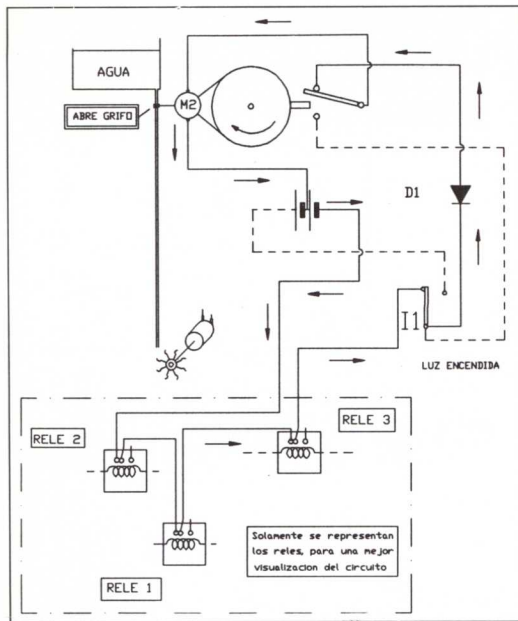 AGUA
M2
ABRE GRIFO
D1
I1
LUZ ENCENDIDA
RELE 3
RELE 2
Solamente se representan
los reles, para una mejor
visualizacion del circuito
RELE 1